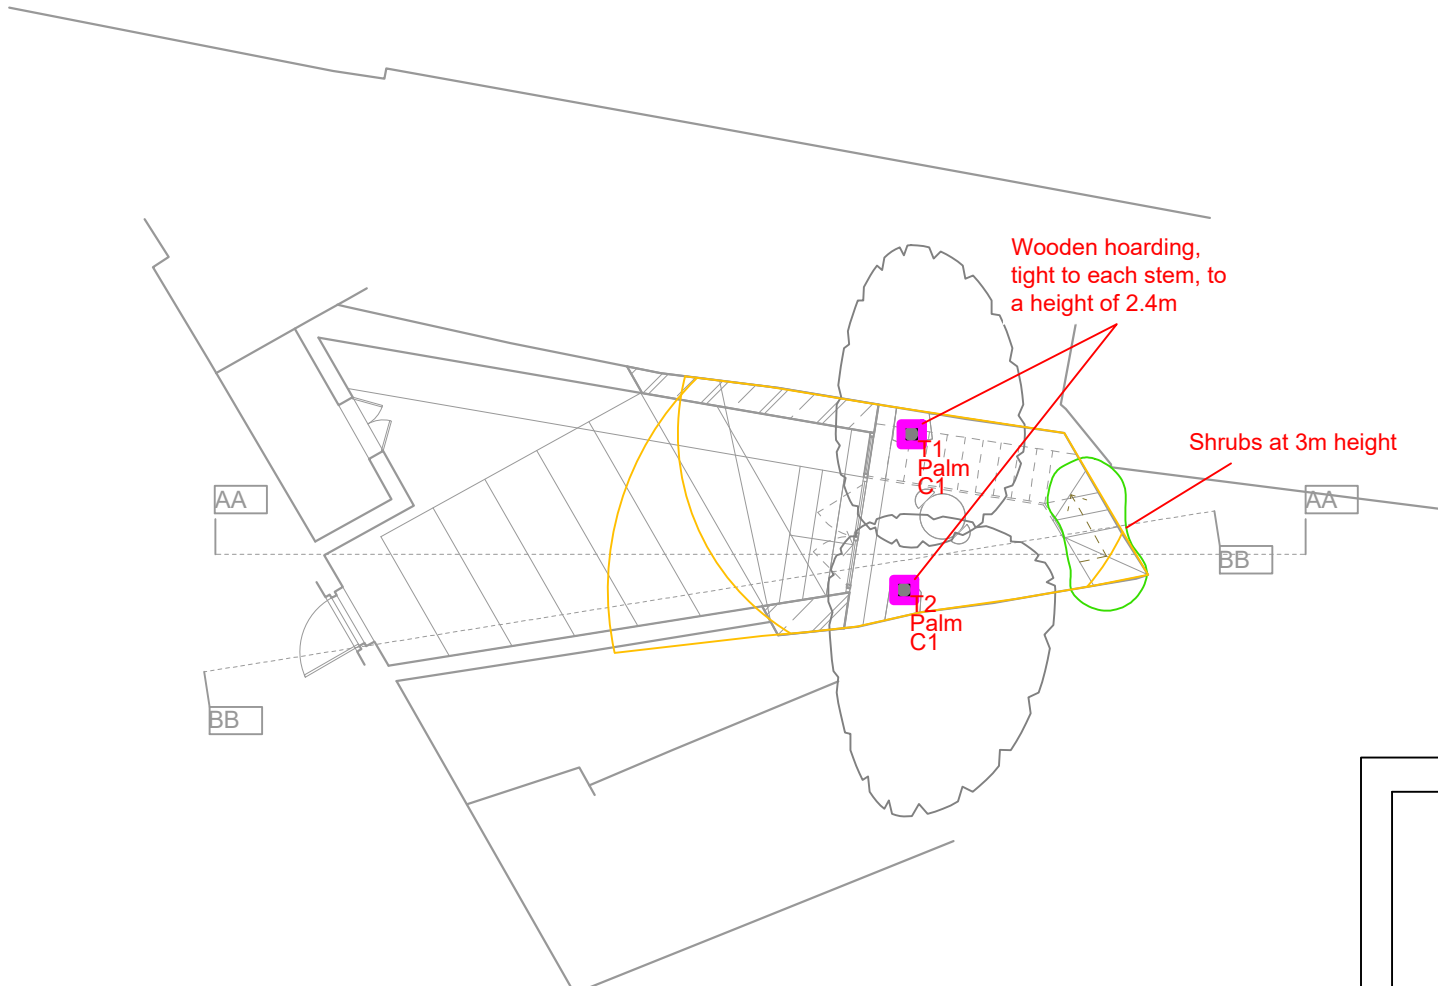 Wooden hoarding,
tight to each stem, to
a height of 2.4m
Shrubs at 3m height
T1
Palm
C1
AA
AA
BB
T2
Palm
C1
BB